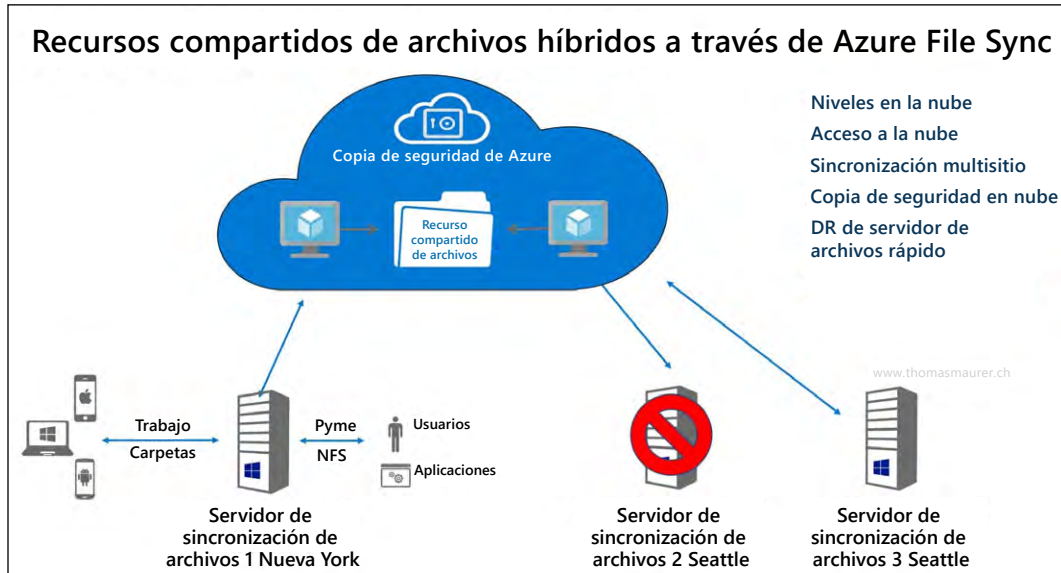 Recursos compartidos de archivos híbridos a través de Azure File Sync
Copia de seguridad de Azure
Recurso
compartido
de archivos
Niveles en la nube
Acceso a la nube
Sincronización multisitio
Copia de seguridad en nube
DR de servidor de
archivos rápido
www.thomasmaurer.ch
Trabajo
Carpetas
Pyme
NFS
Usuarios
Aplicaciones
Servidor de
sincronización de
archivos 1 Nueva York
Servidor de
sincronización de
archivos 2 Seattle
Servidor de
sincronización de
archivos 3 Seattle